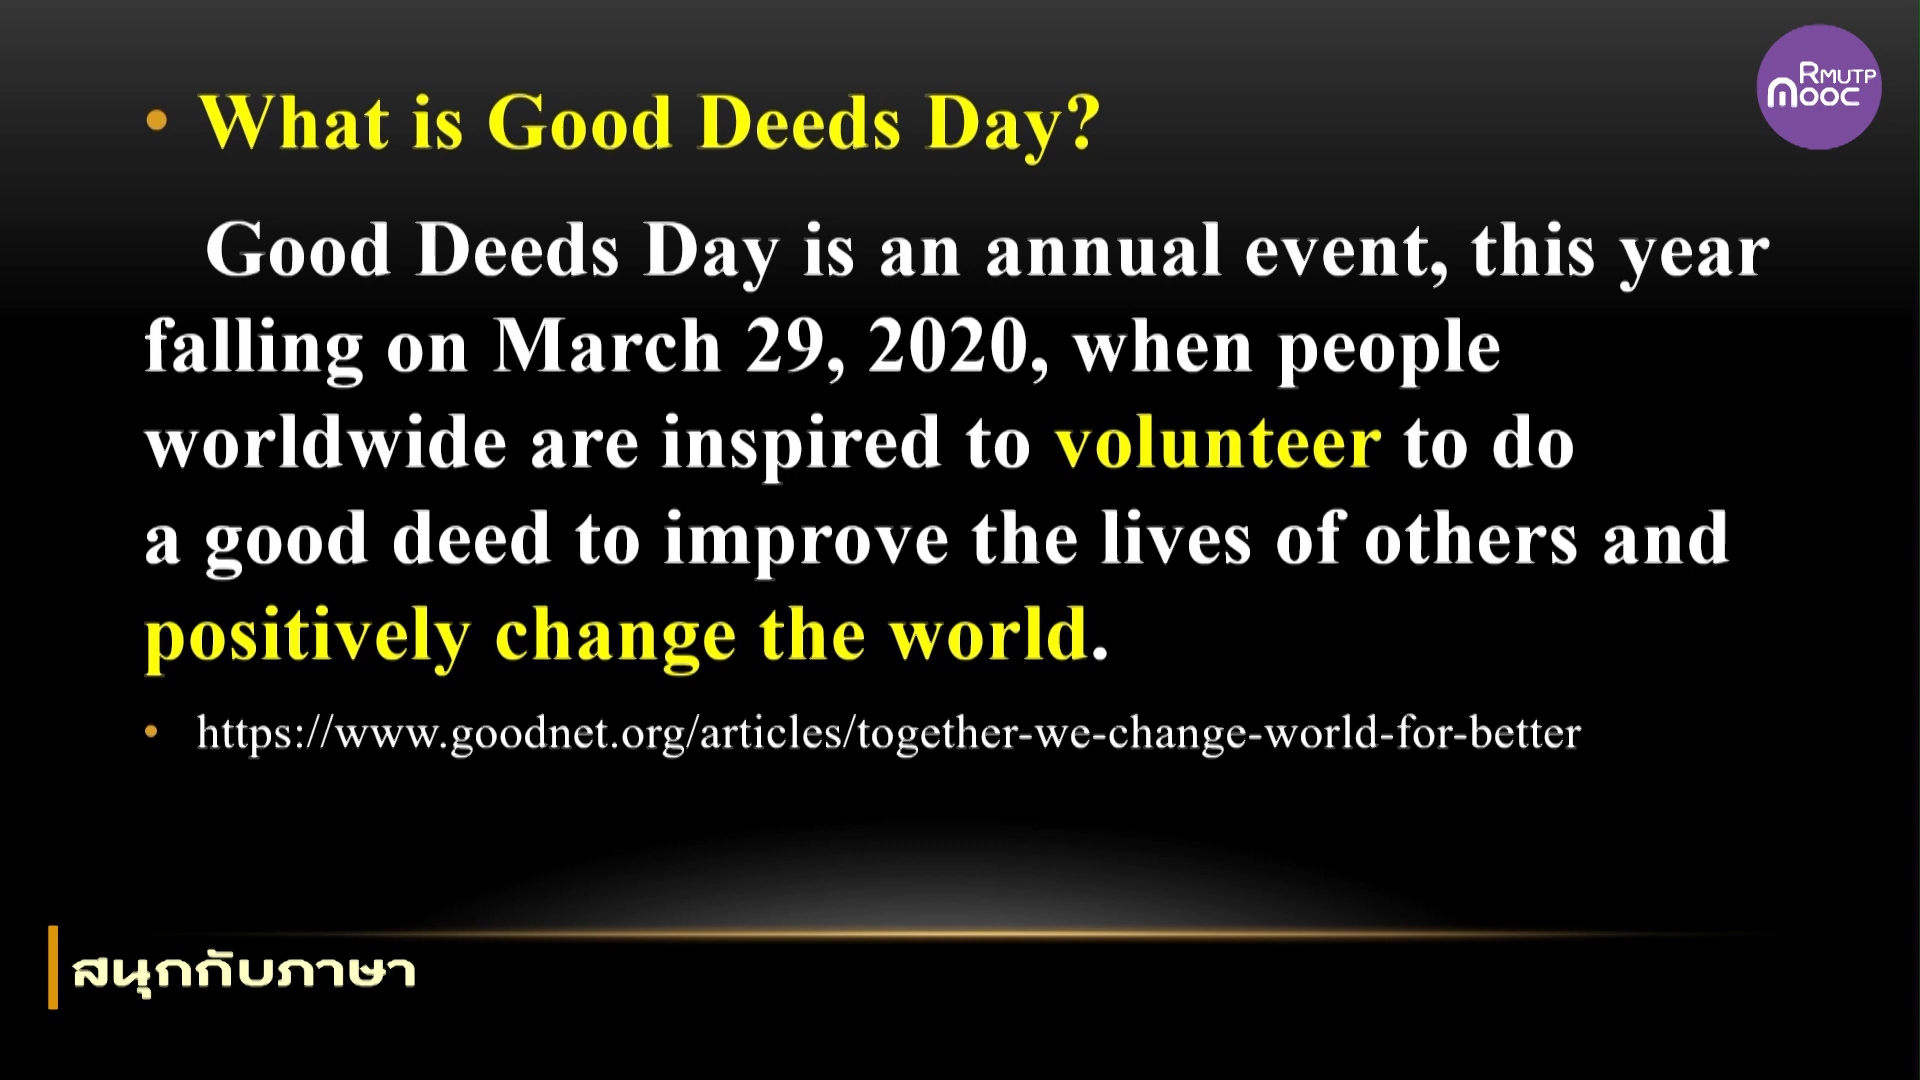 RMUTP
MOOC
• What is Good Deeds Day?
Good Deeds Day is an annual event, this year
falling on March 29, 2020, when people
worldwide are inspired to volunteer to do
a good deed to improve the lives of others and
positively change the world.
• https://www.goodnet.org/articles/together-we-change-world-for-better
สนุกกับภาษา